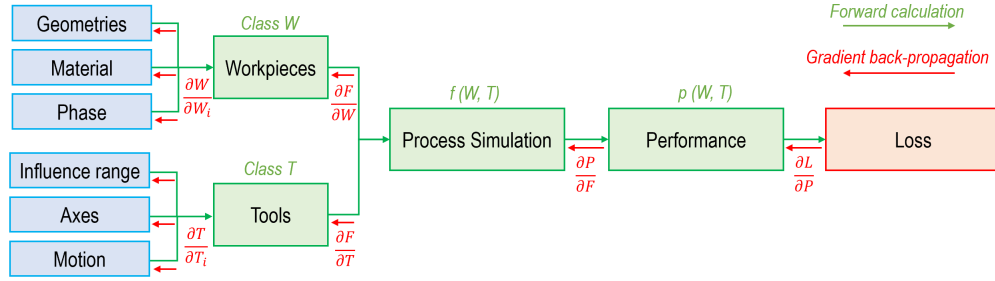 Geometries
Material
Phase
∂W
∂W_i
Class W
Workpieces
∂F
∂W
Influence range
Axes
Motion
∂T
∂T_i
Class T
Tools
∂F
∂T
f (W, T)
Process Simulation
∂P
∂F
p (W, T)
Performance
∂L
∂P
Forward calculation
Gradient back-propagation
Loss